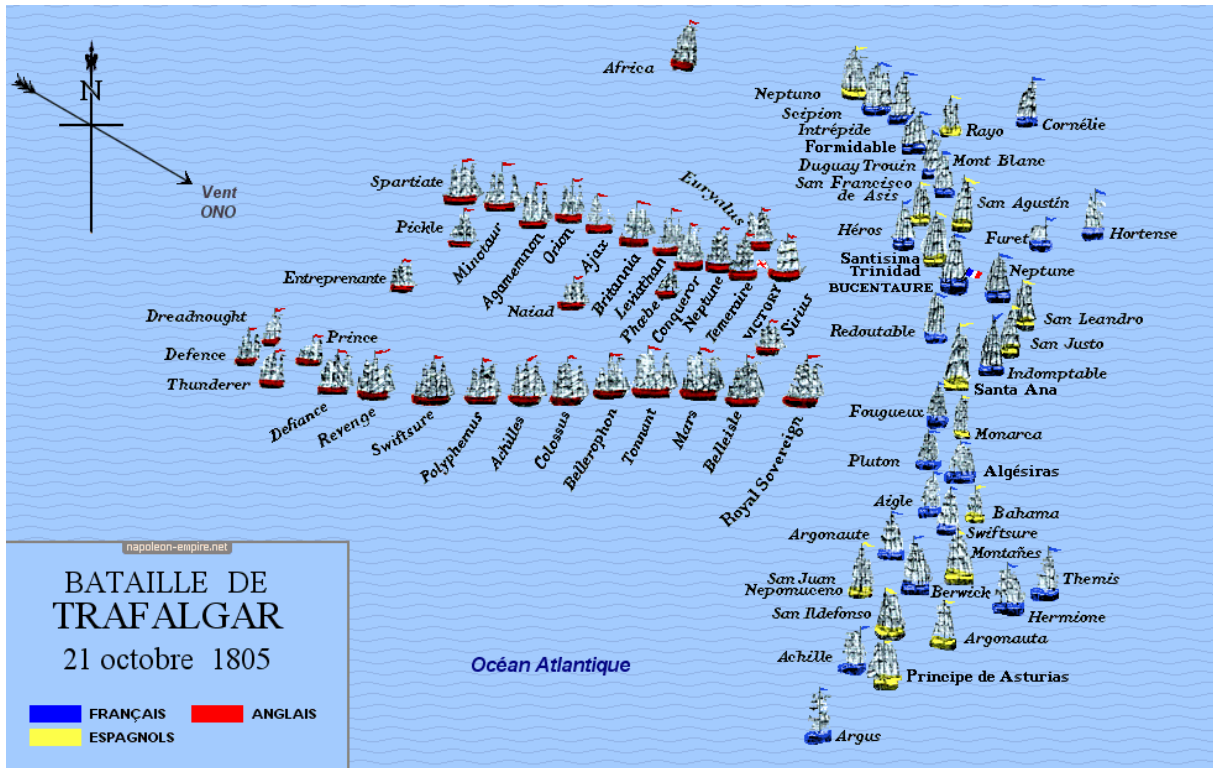 Africa
N
Vent
ONO
Spartiate
Pickle
Minotaur
Agamemnon
Orion
Ajax
Britannia
Leviathan
Phœbe
Conqueror
Neptune
Temeraire
VICTORY
Euryalus
Sirius
Naiad
Entreprenante
Dreadnought
Defence
Thunderer
Prince
Defiance
Revenge
Swiftsure
Polyphemus
Achilles
Colossus
Bellerophon
Tonnant
Mars
Belleisle
Royal Sovereign
Neptuno
Scipion
Intrépide
Formidable
Duguay Trouin
San Francisco
de Asis
Rayo
Cornélie
Mont Blanc
San Agustín
Héros
Furet
Hortense
Santisima
Trinidad
BUCENTAURE
Neptune
Redoutable
San Leandro
San Justo
Indomptable
Santa Ana
Fougueux
Monarca
Pluton
Algésiras
Aigle
Bahama
Swiftsure
Argonaute
Montañes
San Juan
Nepomuceno
Berwick
Themis
Hermione
San Ildefonso
Argonauta
Achille
Principe de Asturias
Argus
Océan Atlantique
napoleon-empire.net
BATAILLE DE
TRAFALGAR
21 octobre 1805
FRANÇAIS
ANGLAIS
ESPAGNOLS